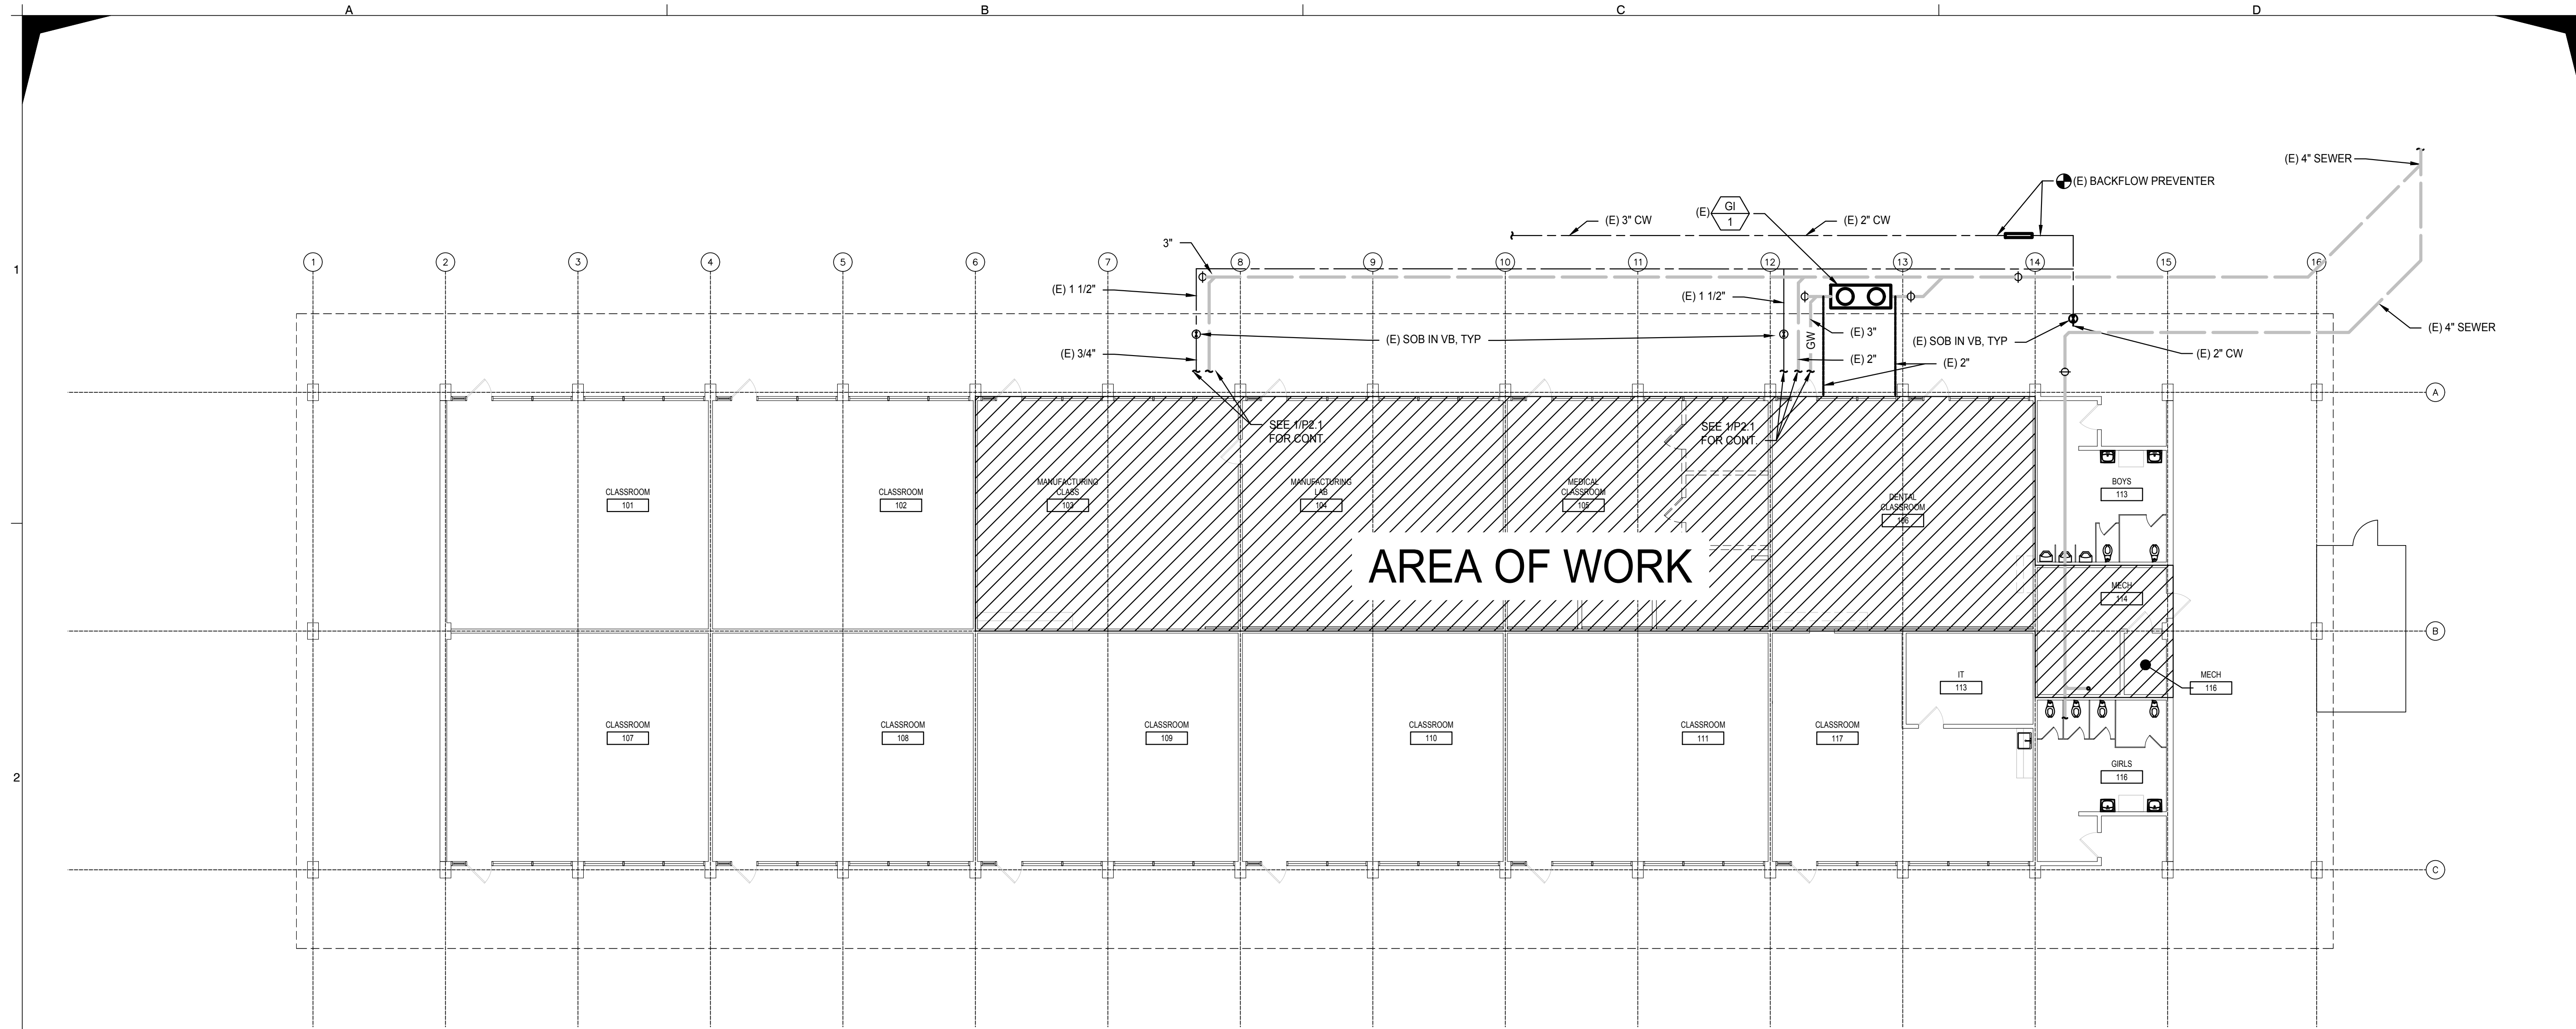 A B C D
(E) 4" SEWER
(E) BACKFLOW PREVENTER
(E) GI
1
(E) 3" CW
(E) 2" CW
3"
1
1 2 3 4 5 6 7 8 9 10 11 12 13 14 15 16
(E) 1 1/2"
(E) 1 1/2"
(E) 4" SEWER
(E) 3"
GW
(E) SOB IN VB, TYP
(E) SOB IN VB, TYP
(E) 3/4"
(E) 2"
(E) 2"
(E) 2" CW
A
SEE 1/P2.1
FOR CONT.
SEE 1/P2.1
FOR CONT.
CLASSROOM
101
CLASSROOM
102
MANUFACTURING
CLASS
103
MANUFACTURING
LAB
104
MEDICAL
CLASSROOM
105
DENTAL
CLASSROOM
106
BOYS
113
AREA OF WORK
MECH
114
B
IT
113
MECH
116
CLASSROOM
107
CLASSROOM
108
CLASSROOM
109
CLASSROOM
110
CLASSROOM
111
CLASSROOM
117
GIRLS
116
2
C